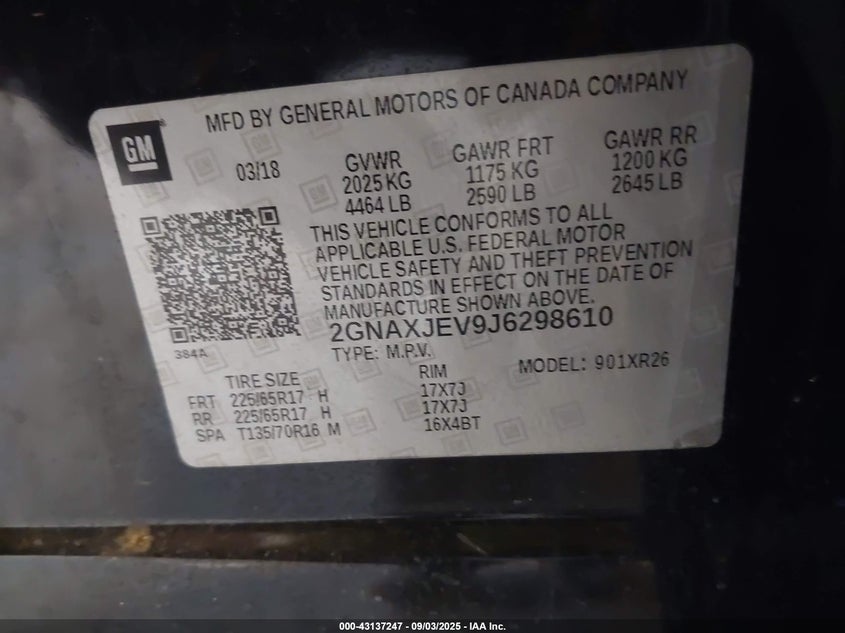 GM
MFD BY GENERAL MOTORS OF CANADA COMPANY
03/18
GVWR
2025 KG
4464 LB
GAWR FRT
1175 KG
2590 LB
GAWR RR
1200 KG
2645 LB
THIS VEHICLE CONFORMS TO ALL
APPLICABLE U.S. FEDERAL MOTOR
VEHICLE SAFETY AND THEFT PREVENTION
STANDARDS IN EFFECT ON THE DATE OF
MANUFACTURE SHOWN ABOVE.
2GNAXJEV9J6298610
384A
TYPE: M.P.V.
MODEL: 901XR26
TIRE SIZE RIM
FRT 225/65R17 H 17X7J
RR 225/65R17 H 17X7J
SPA T135/70R16 M 16X4BT
000-43137247 - 09/03/2025 - IAA Inc.